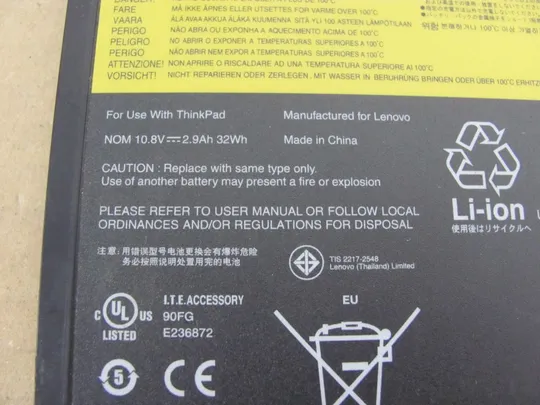 FARE IKKE ÅPNES ELLER UTSETTES FOR VARME OVER 100°C
VAARA ÄLÄ AVAA ÄLÄKÄ KUUMENNA SITÄ YLI 100 ASTEEN LÄMPÖTILAAN
PERIGO NÃO ABRA OU EXPONHA A AQUECIMENTO ACIMA DE 100°C
PELIGRO NO ABRIR O EXPONER A TEMPERATURAS SUPERIORES A 100°C
PERIGO NÃO ABRIR NEM EXPOR A TEMPERATURAS SUPERIORES A 100°C
ATTENZIONE! NON APRIRE O RISCALDARE AD UNA TEMPERATURA SUPERIORE AI 100°C
VORSICHT! NICHT REPARIEREN ODER ZERLEGEN, NICHT MIT WASSER IN BERUEHRUNG BRINGEN ODER ÜBER 100°C
For Use With ThinkPad Manufactured for Lenovo
NOM 10.8V 2.9Ah 32Wh Made in China
CAUTION : Replace with same type only.
Use of another battery may present a fire or explosion
Li-ion
使用後はリサイクルへ
PLEASE REFER TO USER MANUAL OR FOLLOW LOCAL
ORDINANCES AND/OR REGULATIONS FOR DISPOSAL
注意: 用错误型号电池更换会有爆炸危险
务必按照说明处置用完的电池
TIS 2217-2548
Lenovo (Thailand) Limited
C UL US
LISTED
I.T.E.ACCESSORY
90FG
E236872
EU
5
CE